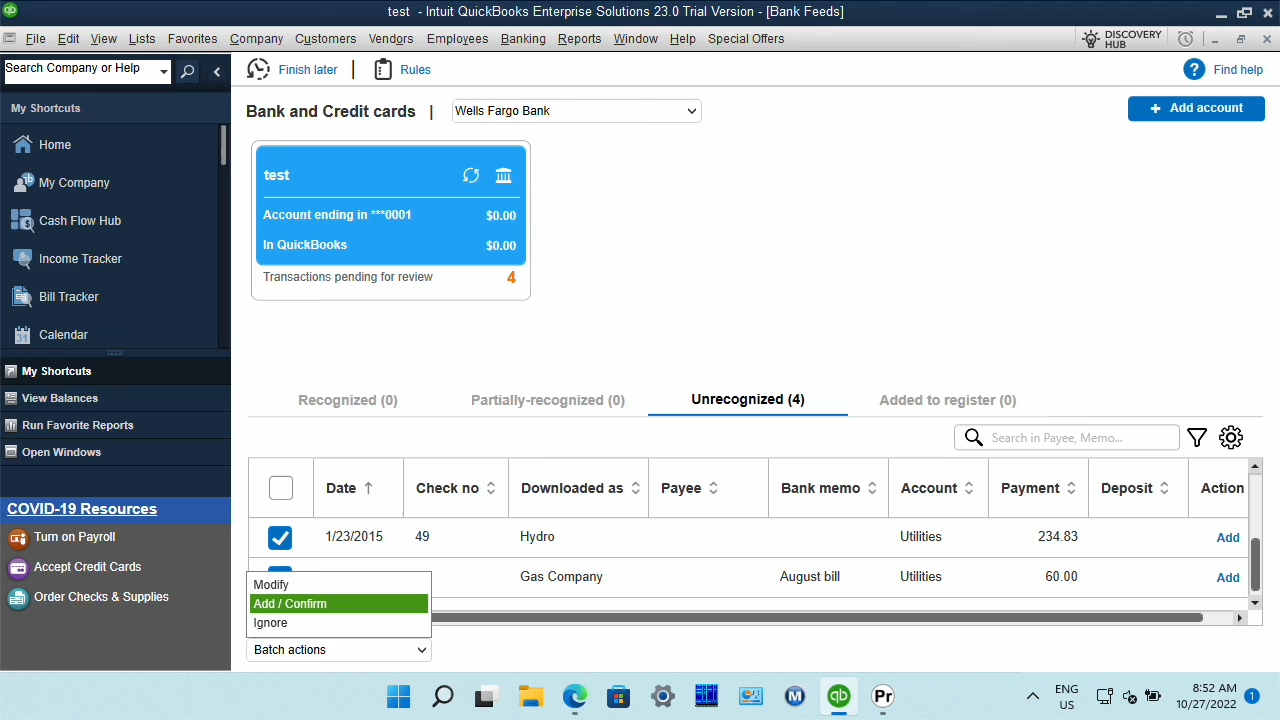 test - Intuit QuickBooks Enterprise Solutions 23.0 Trial Version - [Bank Feeds]
File Edit View Lists Favorites Company Customers Vendors Employees Banking Reports Window Help Special Offers
DISCOVERY
HUB
Search Company or Help
Finish later | Rules
Find help
My Shortcuts
Home
My Company
Cash Flow Hub
Income Tracker
Bill Tracker
Calendar
31
My Shortcuts
View Balances
Run Favorite Reports
Open Windows
COVID-19 Resources
Turn on Payroll
Accept Credit Cards
Order Checks & Supplies
Bank and Credit cards | Wells Fargo Bank
+ Add account
test
Account ending in ***0001 $0.00
In QuickBooks $0.00
Transactions pending for review 4
Recognized (0) Partially-recognized (0) Unrecognized (4) Added to register (0)
Search in Payee, Memo...
Date Check no Downloaded as Payee Bank memo Account Payment Deposit Action
1/23/2015 49 Hydro Utilities 234.83 Add
Gas Company August bill Utilities 60.00 Add
Modify
Add / Confirm
Ignore
Batch actions
qb
M
qb
Pr
ENG
US
8:52 AM
10/27/2022
1